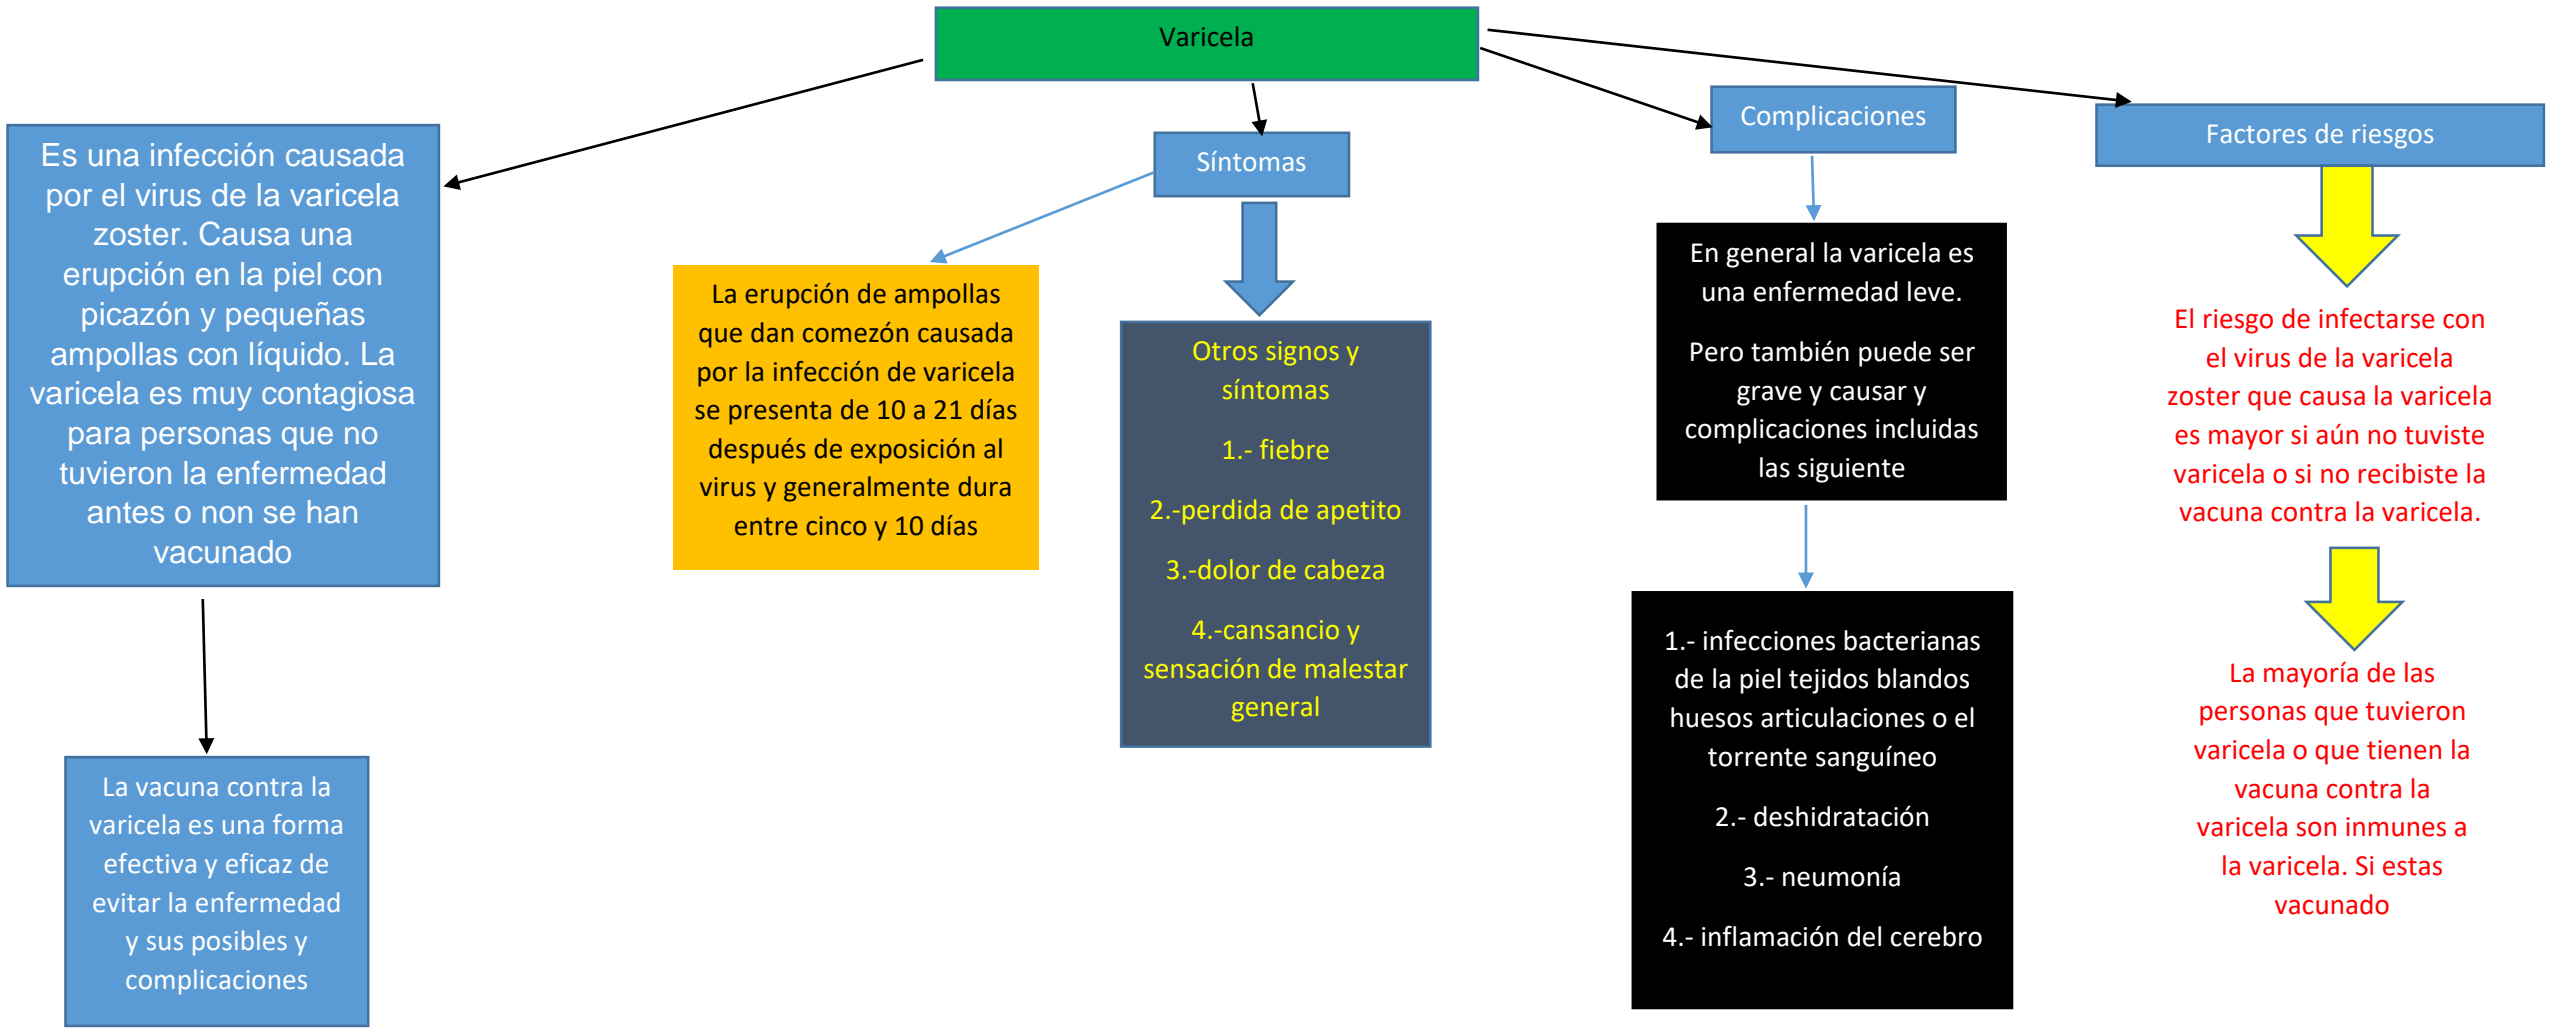 Varicela
Es una infección causada
por el virus de la varicela
zoster. Causa una
erupción en la piel con
picazón y pequeñas
ampollas con líquido. La
varicela es muy contagiosa
para personas que no
tuvieron la enfermedad
antes o non se han
vacunado
La vacuna contra la
varicela es una forma
efectiva y eficaz de
evitar la enfermedad
y sus posibles y
complicaciones
Síntomas
La erupción de ampollas
que dan comezón causada
por la infección de varicela
se presenta de 10 a 21 días
después de exposición al
virus y generalmente dura
entre cinco y 10 días
Otros signos y
síntomas
1.- fiebre
2.-perdida de apetito
3.-dolor de cabeza
4.-cansancio y
sensación de malestar
general
Complicaciones
En general la varicela es
una enfermedad leve.
Pero también puede ser
grave y causar y
complicaciones incluidas
las siguiente
1.- infecciones bacterianas
de la piel tejidos blandos
huesos articulaciones o el
torrente sanguíneo
2.- deshidratación
3.- neumonía
4.- inflamación del cerebro
Factores de riesgos
El riesgo de infectarse con
el virus de la varicela
zoster que causa la varicela
es mayor si aún no tuviste
varicela o si no recibiste la
vacuna contra la varicela.
La mayoría de las
personas que tuvieron
varicela o que tienen la
vacuna contra la
varicela son inmunes a
la varicela. Si estas
vacunado